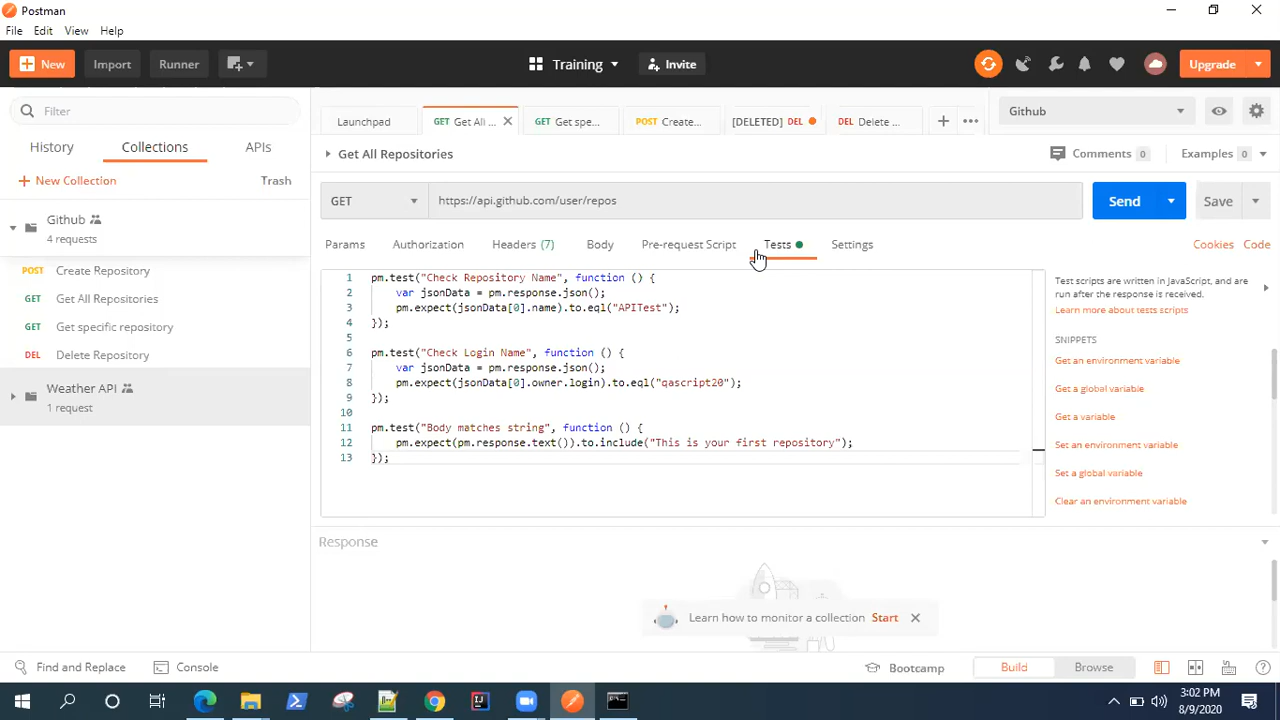 Postman
File Edit View Help
New Import Runner Training Invite Upgrade
Filter
Launchpad GET Get All ... GET Get spe... POST Create... [DELETED] DEL DEL Delete ... Github
History Collections APIs
Get All Repositories Comments 0 Examples 0
New Collection Trash
GET https://api.github.com/user/repos Send Save
Github
4 requests
Params Authorization Headers (7) Body Pre-request Script Tests Settings Cookies Code
POST Create Repository
GET Get All Repositories
GET Get specific repository
DEL Delete Repository
Weather API
1 request
1 pm.test("Check Repository Name", function () {
2 var jsonData = pm.response.json();
3 pm.expect(jsonData[0].name).to.eql("APITest");
4 });
5
6 pm.test("Check Login Name", function () {
7 var jsonData = pm.response.json();
8 pm.expect(jsonData[0].owner.login).to.eql("qascript20");
9 });
10
11 pm.test("Body matches string", function () {
12 pm.expect(pm.response.text()).to.include("This is your first repository");
13 });
Test scripts are written in JavaScript, and are
run after the response is received.
Learn more about tests scripts
SNIPPETS
Get an environment variable
Get a global variable
Get a variable
Set an environment variable
Set a global variable
Clear an environment variable
Response
Learn how to monitor a collection Start
Find and Replace Console Bootcamp Build Browse
3:02 PM
8/9/2020